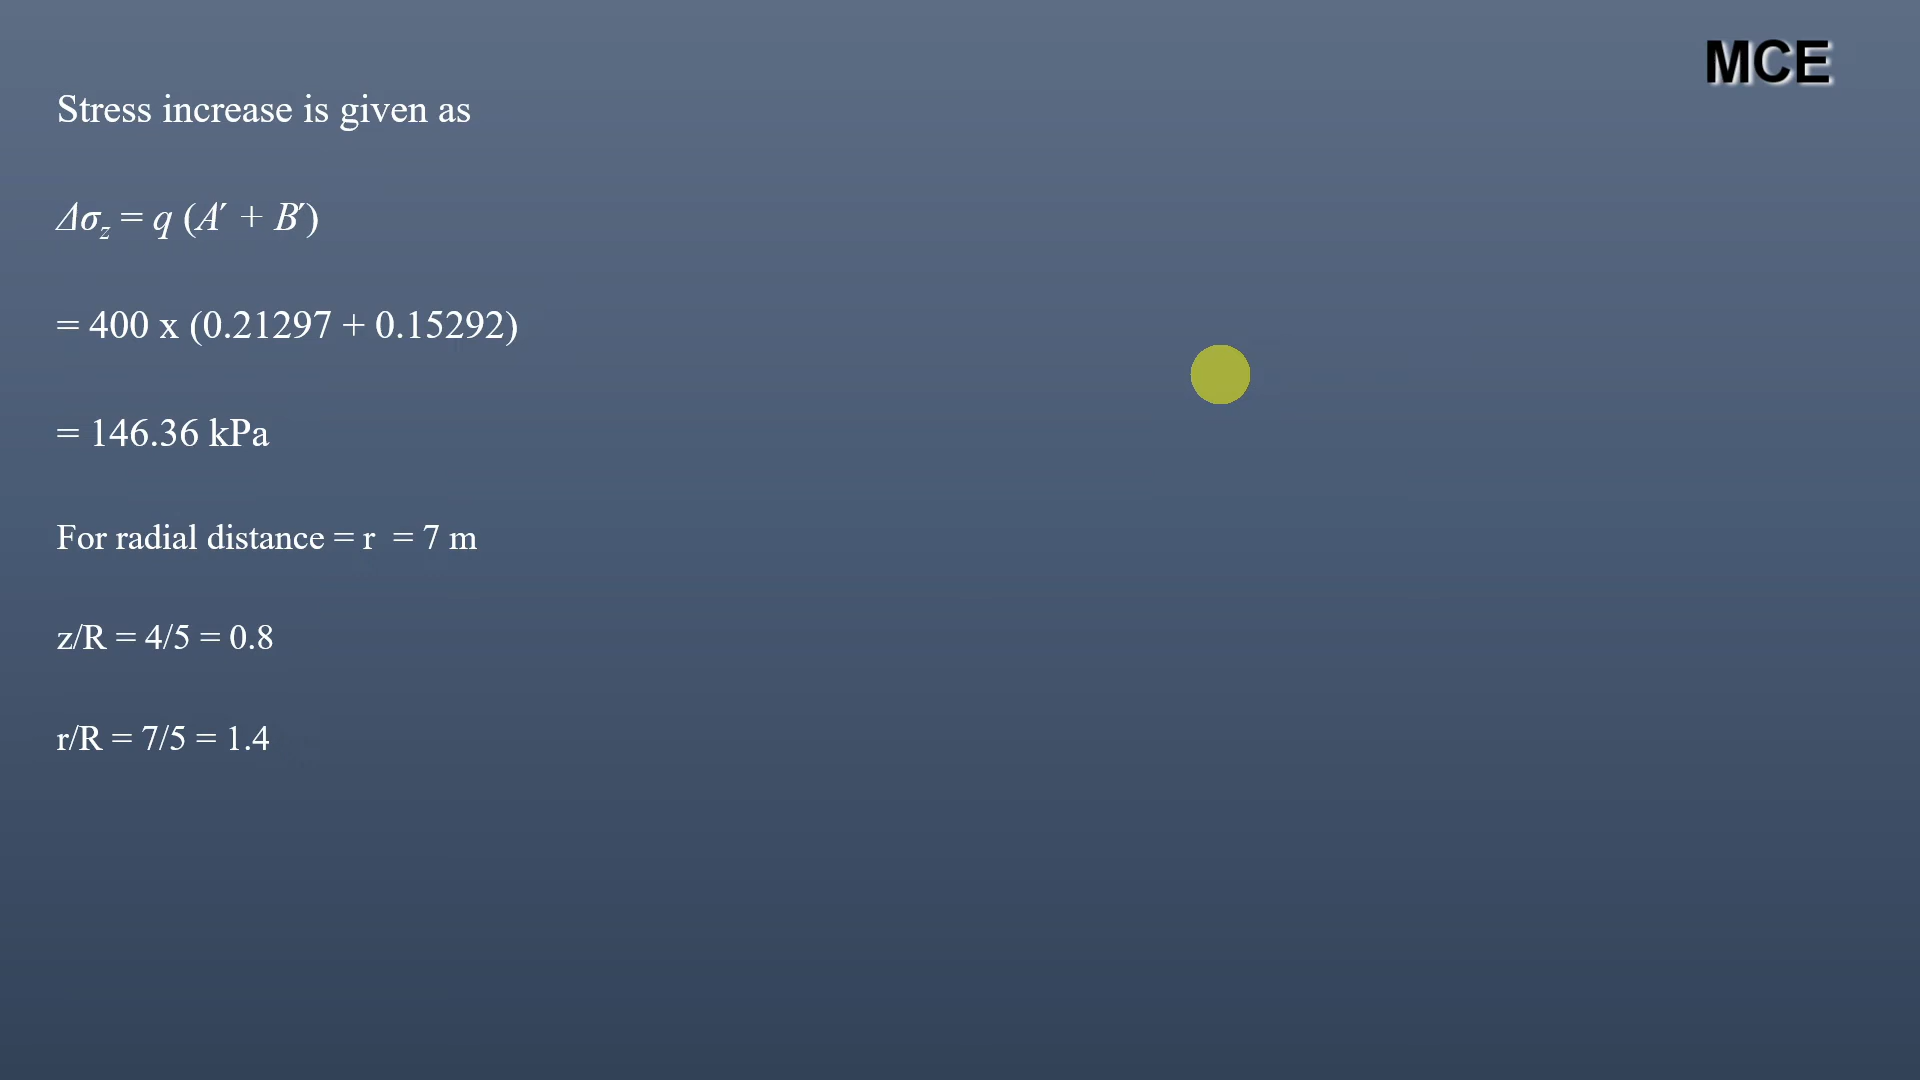 MCE
Stress increase is given as
Δσz = q (A′ + B′)
= 400 x (0.21297 + 0.15292)
= 146.36 kPa
For radial distance = r = 7 m
z/R = 4/5 = 0.8
r/R = 7/5 = 1.4